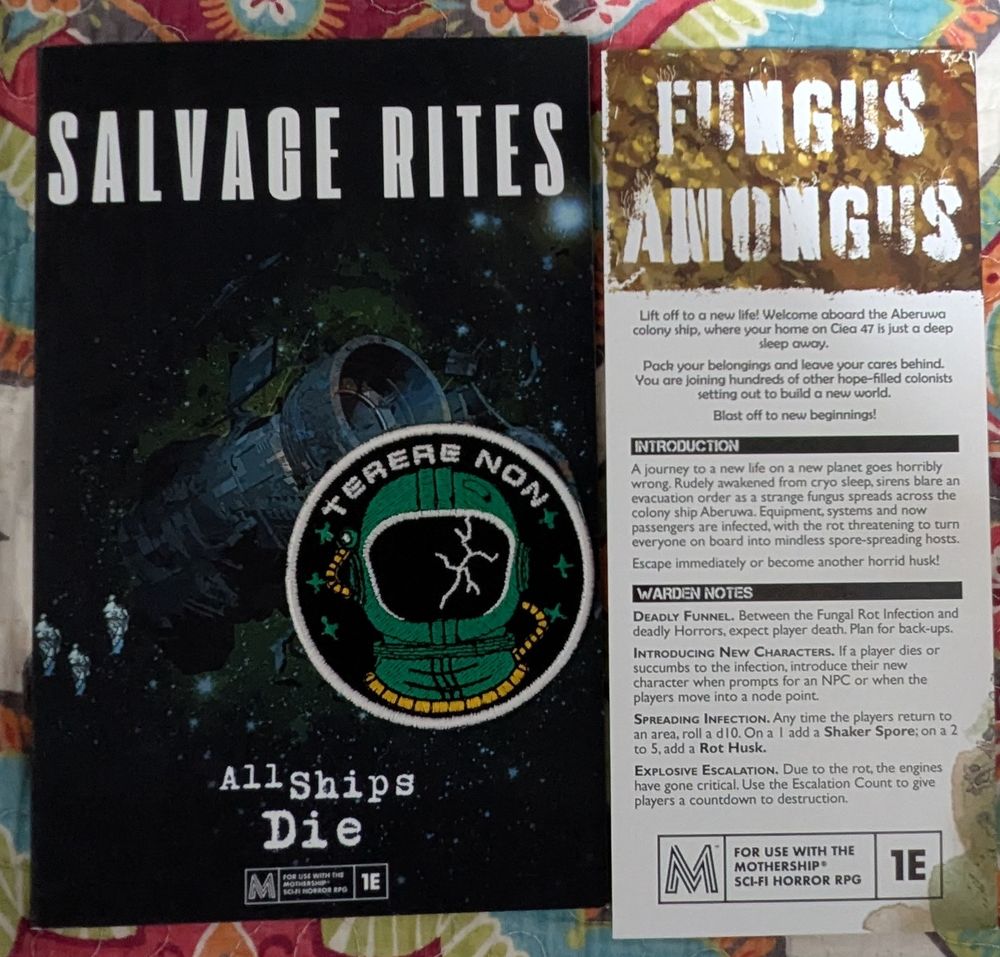 SALVAGE RITES
TERERE NON
All Ships
Die
M
FOR USE WITH THE
MOTHERSHIP®
SCI-FI HORROR RPG
1E
FUNGUS
AMONGUS
Lift off to a new life! Welcome aboard the Aberuwa
colony ship, where your home on Ciea 47 is just a deep
sleep away.
Pack your belongings and leave your cares behind.
You are joining hundreds of other hope-filled colonists
setting out to build a new world.
Blast off to new beginnings!
INTRODUCTION
A journey to a new life on a new planet goes horribly
wrong. Rudely awakened from cryo sleep, sirens blare an
evacuation order as a strange fungus spreads across the
colony ship Aberuwa. Equipment, systems and now
passengers are infected, with the rot threatening to turn
everyone on board into mindless spore-spreading hosts.
Escape immediately or become another horrid husk!
WARDEN NOTES
DEADLY FUNNEL. Between the Fungal Rot Infection and
deadly Horrors, expect player death. Plan for back-ups.
INTRODUCING NEW CHARACTERS. If a player dies or
succumbs to the infection, introduce their new
character when prompts for an NPC or when the
players move into a node point.
SPREADING INFECTION. Any time the players return to
an area, roll a d10. On a 1 add a Shaker Spore; on a 2
to 5, add a Rot Husk.
EXPLOSIVE ESCALATION. Due to the rot, the engines
have gone critical. Use the Escalation Count to give
players a countdown to destruction.
M™
FOR USE WITH THE
MOTHERSHIP®
SCI-FI HORROR RPG
1E